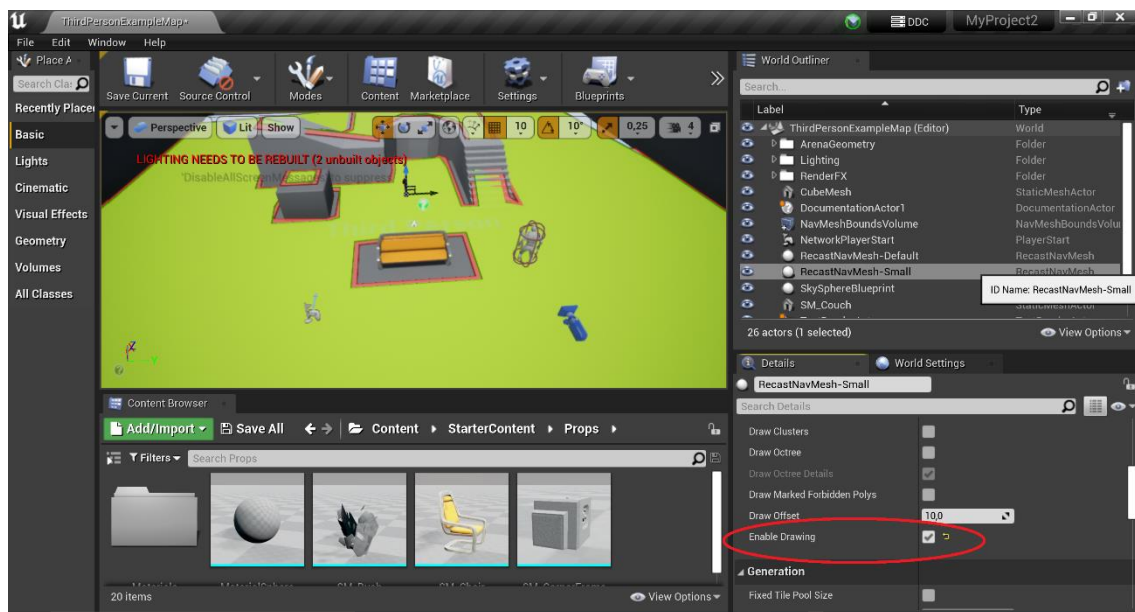 ThirdPersonExampleMap*
DDC
MyProject2
File Edit Window Help
Place A
Search Cla
Recently Place
Basic
Lights
Cinematic
Visual Effects
Geometry
Volumes
All Classes
Save Current Source Control Modes Content Marketplace Settings Blueprints
Perspective Lit Show 10 10° 0,25 4
LIGHTING NEEDS TO BE REBUILT (2 unbuilt objects)
'DisableAllScreenMessages' to suppress
World Outliner
Search...
Label Type
ThirdPersonExampleMap (Editor) World
ArenaGeometry Folder
Lighting Folder
RenderFX Folder
CubeMesh StaticMeshActor
DocumentationActor1 DocumentationActor
NavMeshBoundsVolume NavMeshBoundsVolu
NetworkPlayerStart PlayerStart
RecastNavMesh-Default RecastNavMesh
RecastNavMesh-Small RecastNavMesh
SkySphereBlueprint
ID Name: RecastNavMesh-Small
SM_Couch StaticMeshActor
26 actors (1 selected) View Options
Details World Settings
RecastNavMesh-Small
Search Details
Draw Clusters
Draw Octree
Draw Octree Details
Draw Marked Forbidden Polys
Draw Offset 10,0
Enable Drawing
Generation
Fixed Tile Pool Size
Content Browser
Add/Import Save All Content StarterContent Props
Filters Search Props
20 items View Options